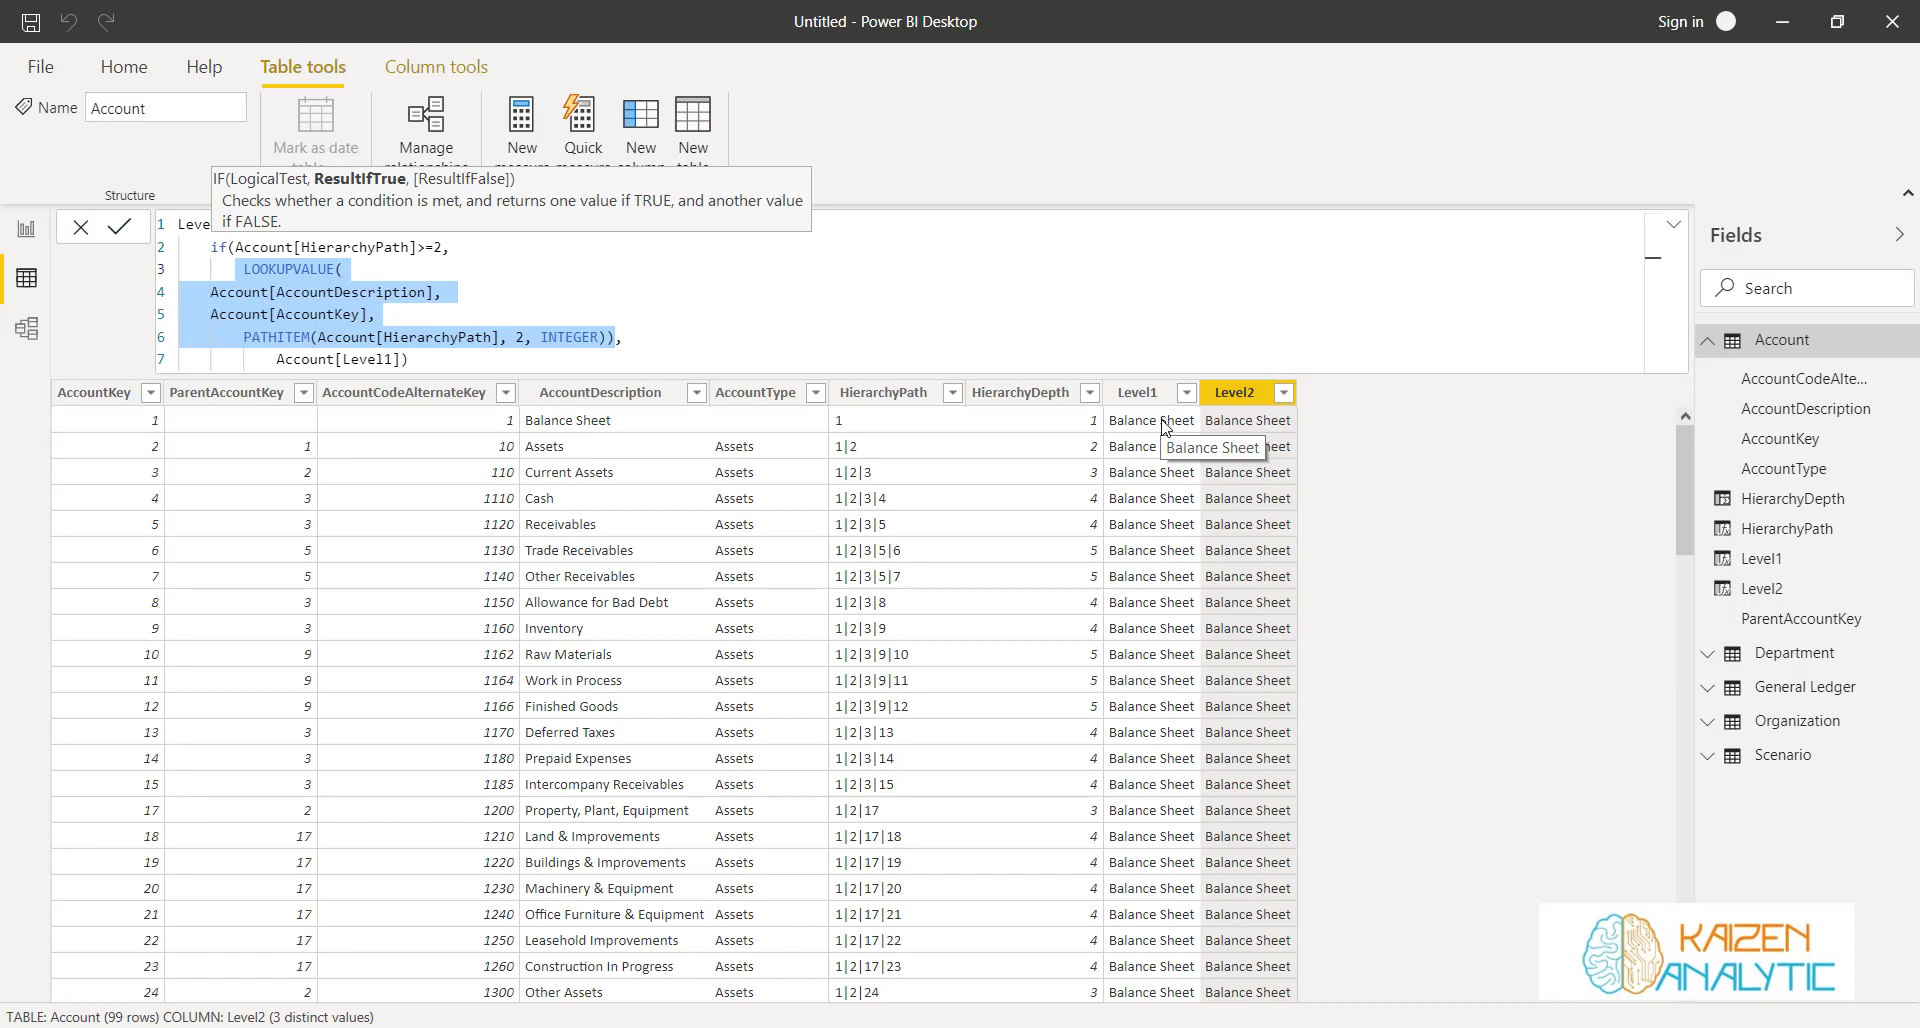 Untitled - Power BI Desktop
Sign in
File Home Help Table tools Column tools
Name Account
Mark as date
Manage
New
Quick
New
New
Structure
IF(LogicalTest, ResultIfTrue, [ResultIfFalse])
Checks whether a condition is met, and returns one value if TRUE, and another value
if FALSE.
1 Leve
2 if(Account[HierarchyPath]>=2,
3 LOOKUPVALUE(
4 Account[AccountDescription],
5 Account[AccountKey],
6 PATHITEM(Account[HierarchyPath], 2, INTEGER)),
7 Account[Level1])
AccountKey ParentAccountKey AccountCodeAlternateKey AccountDescription AccountType HierarchyPath HierarchyDepth Level1 Level2
1 1 Balance Sheet 1 1 Balance Sheet Balance Sheet
2 1 10 Assets Assets 1|2 2 Balance
Balance Sheet
3 2 110 Current Assets Assets 1|2|3 3 Balance Sheet Balance Sheet
4 3 1110 Cash Assets 1|2|3|4 4 Balance Sheet Balance Sheet
5 3 1120 Receivables Assets 1|2|3|5 4 Balance Sheet Balance Sheet
6 5 1130 Trade Receivables Assets 1|2|3|5|6 5 Balance Sheet Balance Sheet
7 5 1140 Other Receivables Assets 1|2|3|5|7 5 Balance Sheet Balance Sheet
8 3 1150 Allowance for Bad Debt Assets 1|2|3|8 4 Balance Sheet Balance Sheet
9 3 1160 Inventory Assets 1|2|3|9 4 Balance Sheet Balance Sheet
10 9 1162 Raw Materials Assets 1|2|3|9|10 5 Balance Sheet Balance Sheet
11 9 1164 Work in Process Assets 1|2|3|9|11 5 Balance Sheet Balance Sheet
12 9 1166 Finished Goods Assets 1|2|3|9|12 5 Balance Sheet Balance Sheet
13 3 1170 Deferred Taxes Assets 1|2|3|13 4 Balance Sheet Balance Sheet
14 3 1180 Prepaid Expenses Assets 1|2|3|14 4 Balance Sheet Balance Sheet
15 3 1185 Intercompany Receivables Assets 1|2|3|15 4 Balance Sheet Balance Sheet
17 2 1200 Property, Plant, Equipment Assets 1|2|17 3 Balance Sheet Balance Sheet
18 17 1210 Land & Improvements Assets 1|2|17|18 4 Balance Sheet Balance Sheet
19 17 1220 Buildings & Improvements Assets 1|2|17|19 4 Balance Sheet Balance Sheet
20 17 1230 Machinery & Equipment Assets 1|2|17|20 4 Balance Sheet Balance Sheet
21 17 1240 Office Furniture & Equipment Assets 1|2|17|21 4 Balance Sheet Balance Sheet
22 17 1250 Leasehold Improvements Assets 1|2|17|22 4 Balance Sheet Balance Sheet
23 17 1260 Construction In Progress Assets 1|2|17|23 4 Balance Sheet Balance Sheet
24 2 1300 Other Assets Assets 1|2|24 3 Balance Sheet Balance Sheet
Fields
Search
Account
AccountCodeAlte...
AccountDescription
AccountKey
AccountType
HierarchyDepth
HierarchyPath
Level1
Level2
ParentAccountKey
Department
General Ledger
Organization
Scenario
KAIZEN
ANALYTIC
TABLE: Account (99 rows) COLUMN: Level2 (3 distinct values)